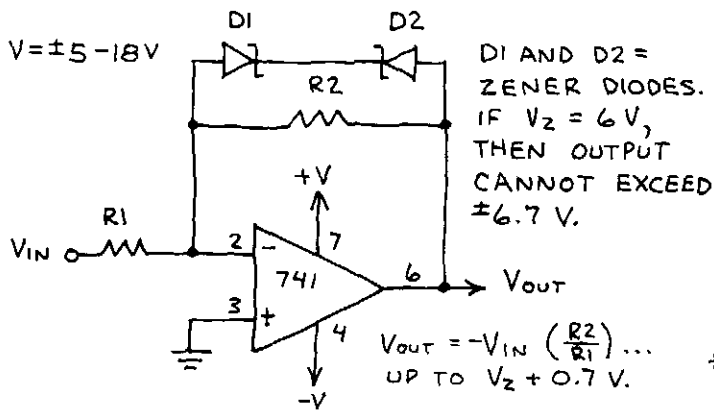 V = ±5-18V
D1
D2
R2
D1 AND D2 =
ZENER DIODES.
IF VZ = 6 V,
THEN OUTPUT
CANNOT EXCEED
±6.7 V.
+V
R1
VIN
2
-
7
741
6
VOUT
3
+
4
-V
VOUT = -VIN (R2/R1) ...
UP TO VZ + 0.7 V.